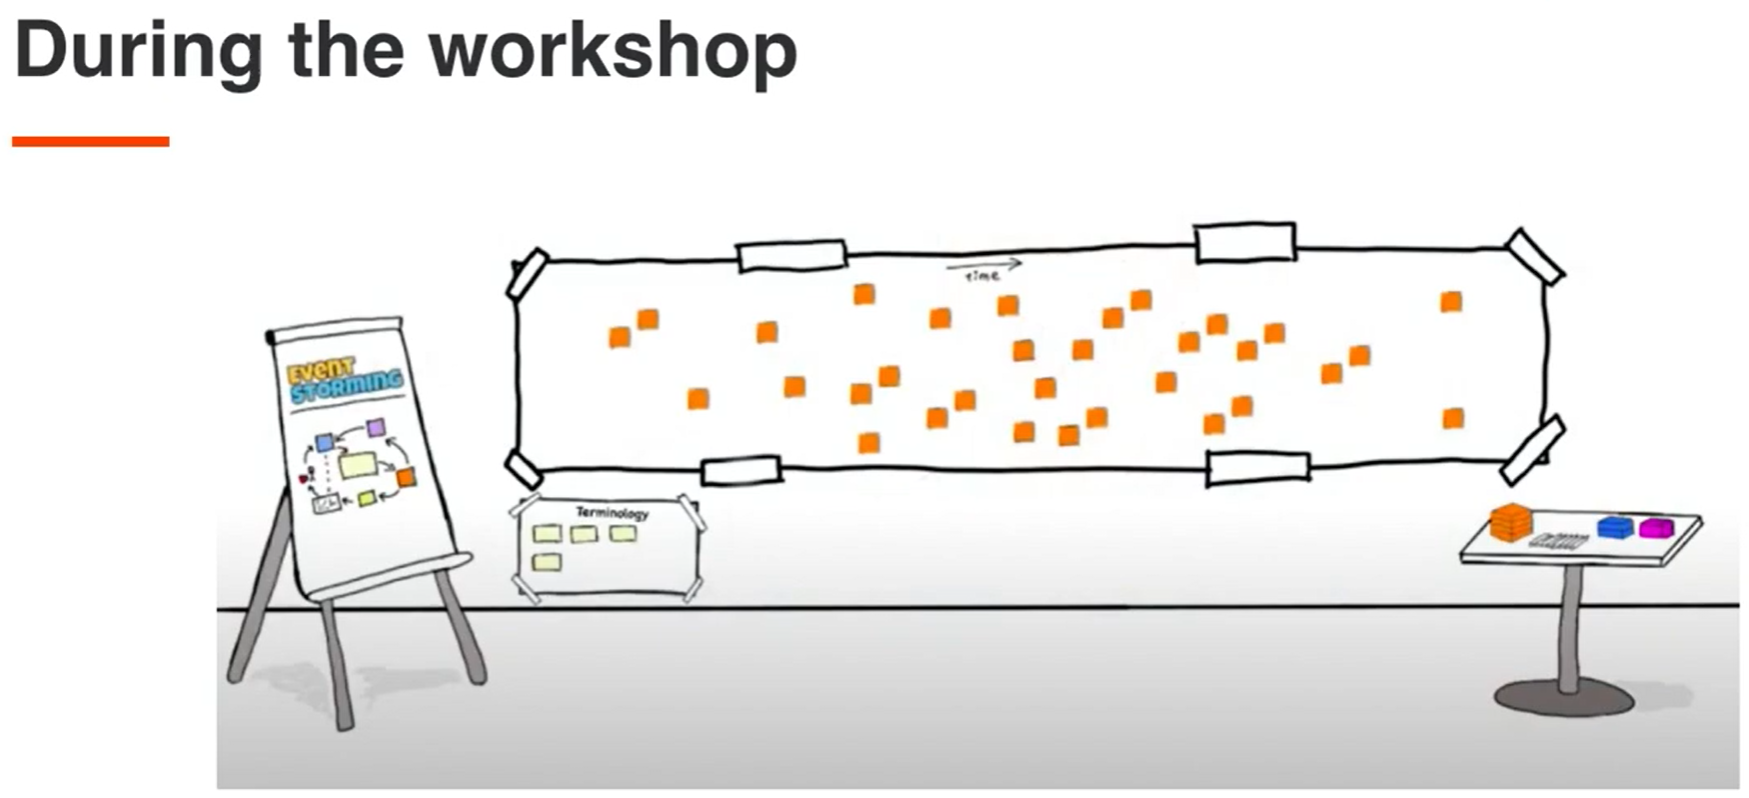 During the workshop
time
EVENT
STORMING
Terminology